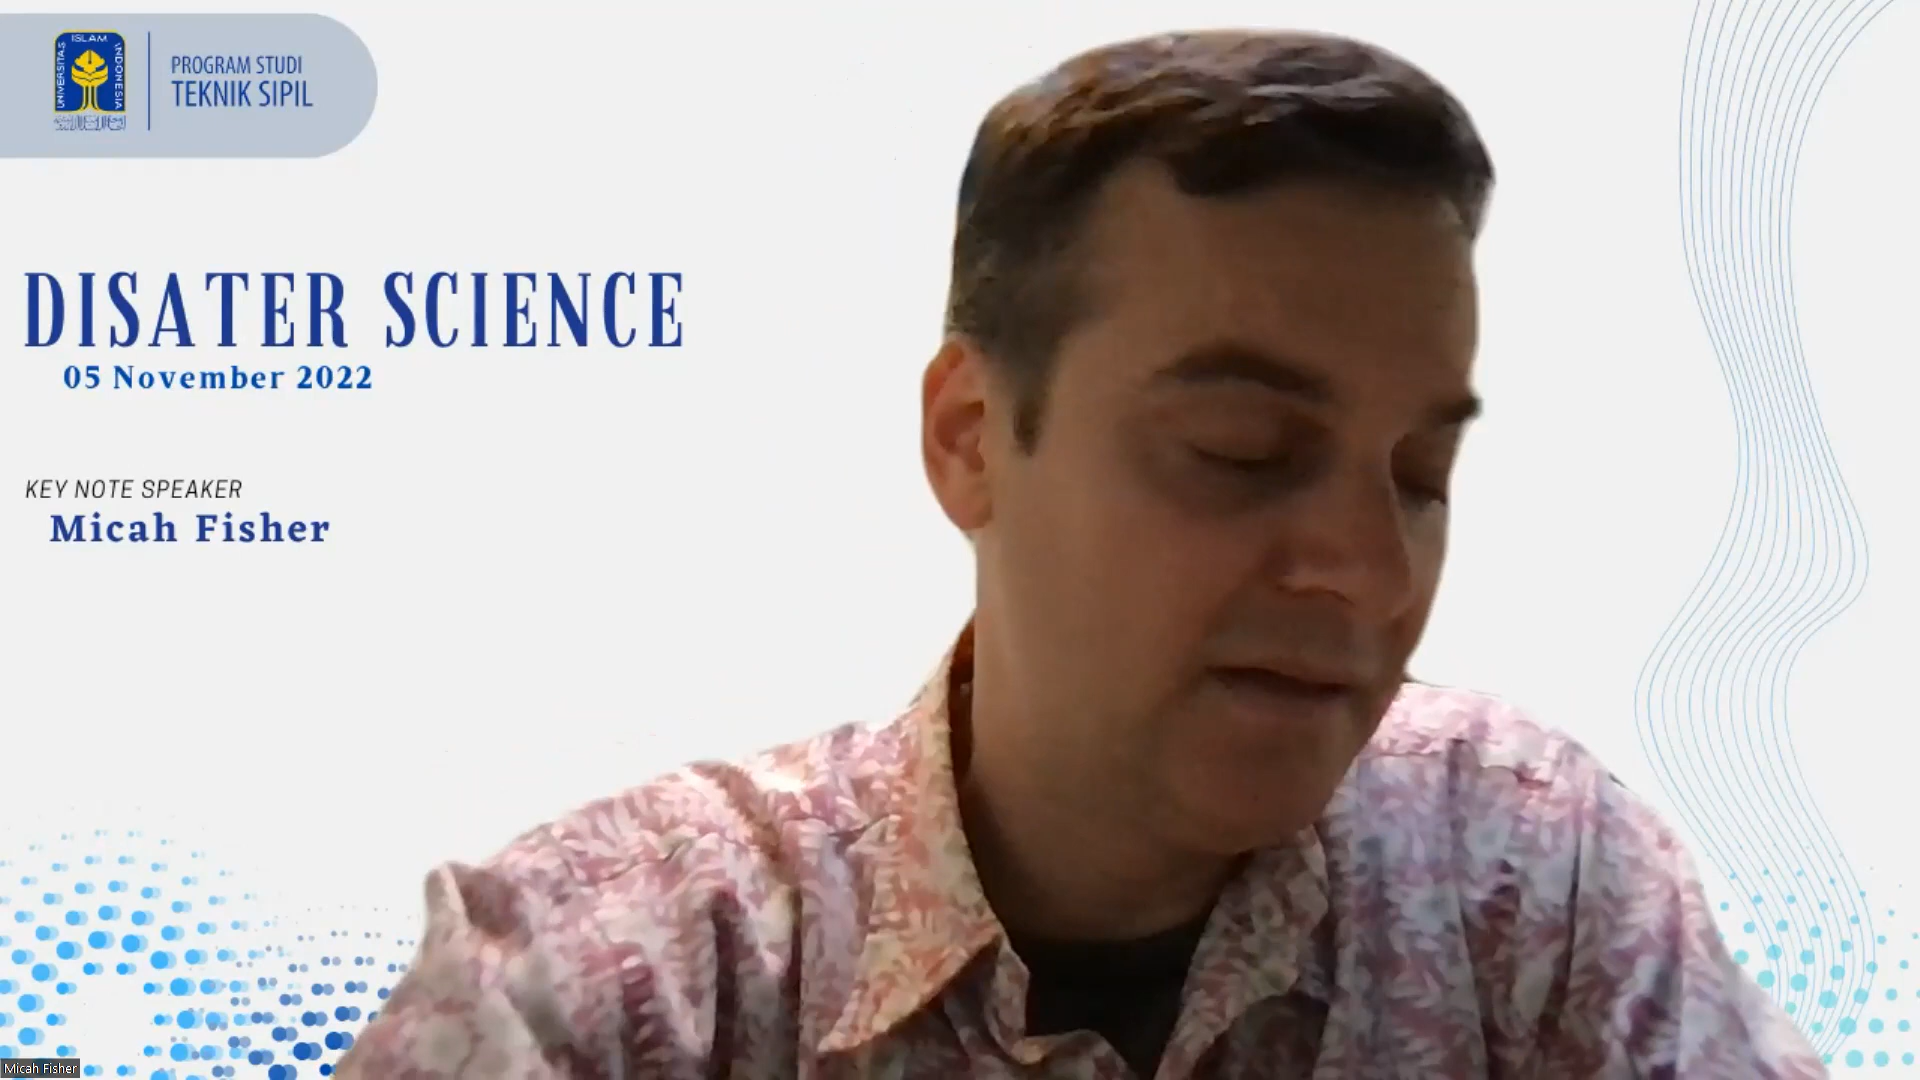 UNIVERSITAS ISLAM INDONESIA
PROGRAM STUDI
TEKNIK SIPIL
DISATER SCIENCE
05 November 2022
KEY NOTE SPEAKER
Micah Fisher
Micah Fisher